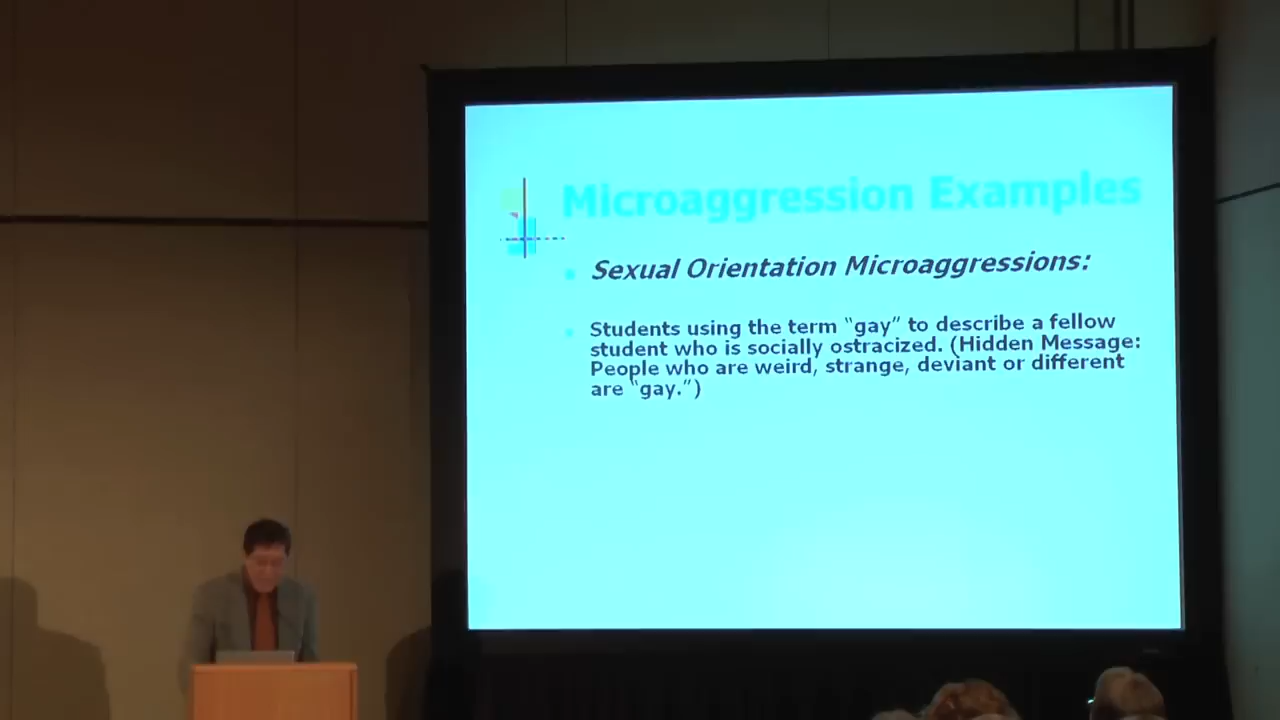 Microaggression Examples
Sexual Orientation Microaggressions:
Students using the term “gay” to describe a fellow
student who is socially ostracized. (Hidden Message:
People who are weird, strange, deviant or different
are “gay.”)